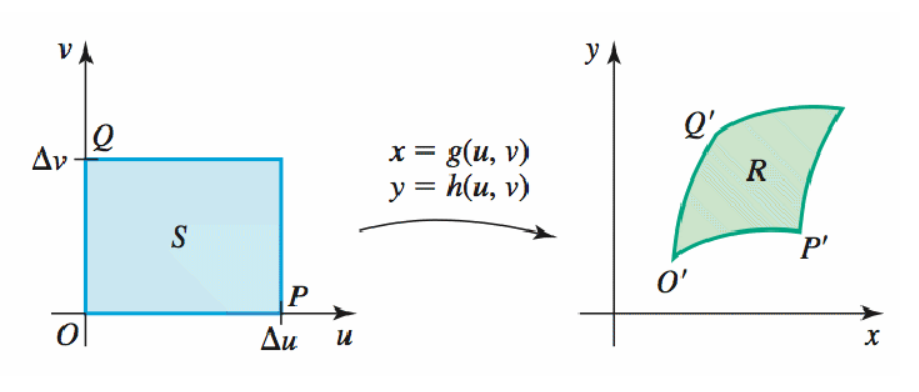 v
Q
Δv
S
P
O
Δu
u
x = g(u, v)
y = h(u, v)
y
Q'
R
P'
O'
x